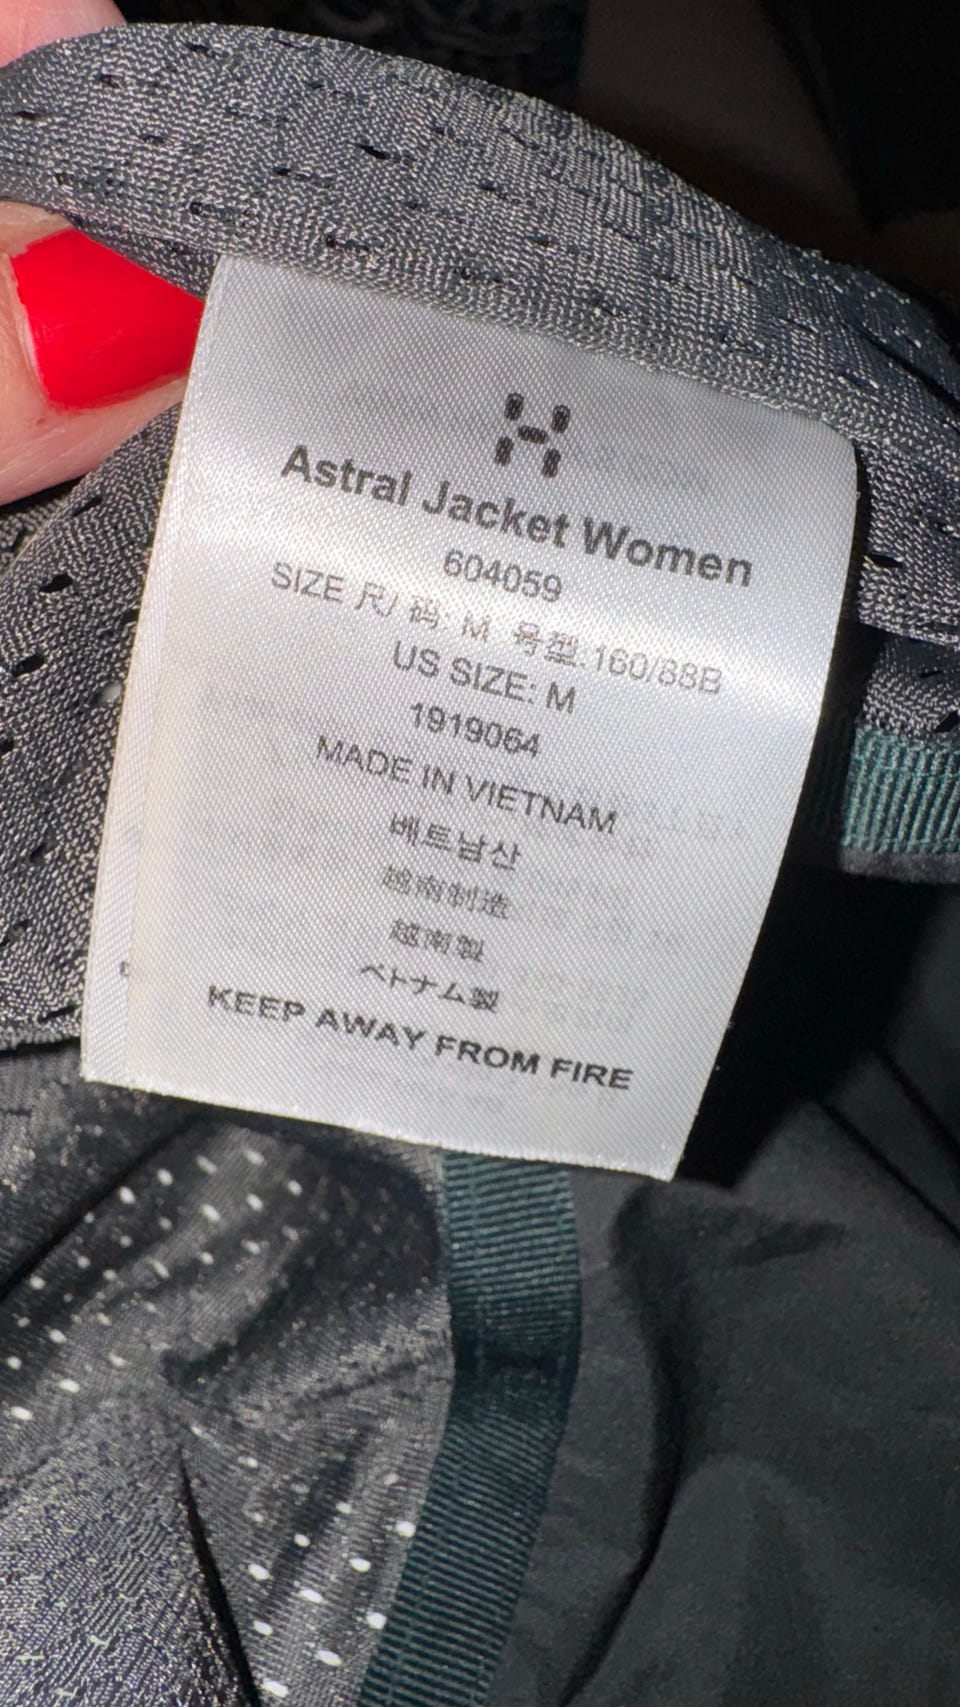 Astral Jacket Women
604059
SIZE 尺/ 码: M 号型.160/88B
US SIZE: M
1919064
MADE IN VIETNAM
베트남산
越南制造
越南製
ベトナム製
KEEP AWAY FROM FIRE